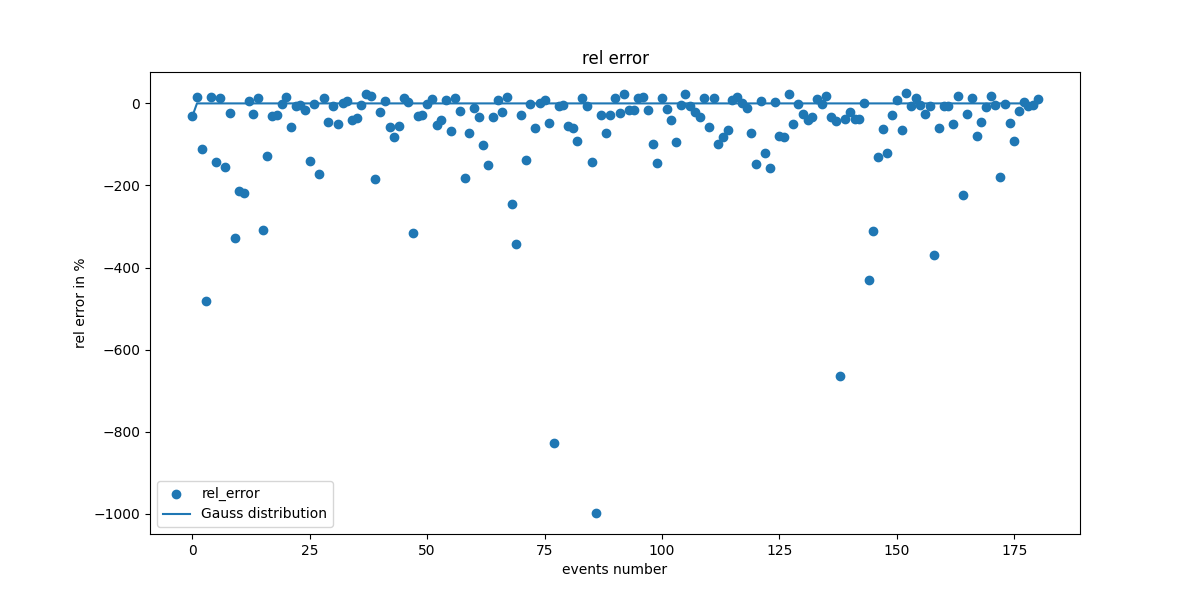 rel error
rel error in %
0
−200
−400
−600
−800
−1000
rel_error
Gauss distribution
0
25
50
75
100
125
150
175
events number